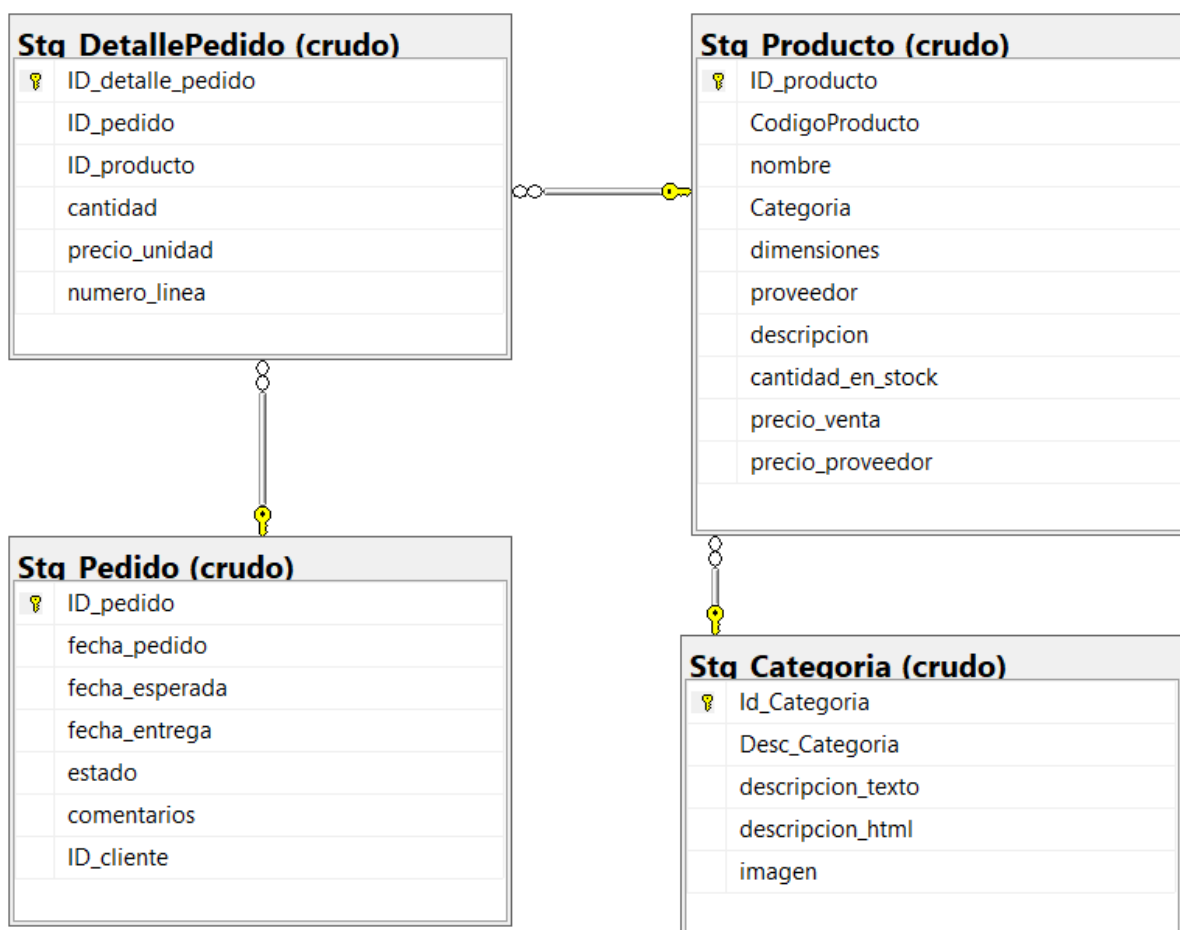 Stg_DetallePedido (crudo)
ID_detalle_pedido
ID_pedido
ID_producto
cantidad
precio_unidad
numero_linea
Stg_Producto (crudo)
ID_producto
CodigoProducto
nombre
Categoria
dimensiones
proveedor
descripcion
cantidad_en_stock
precio_venta
precio_proveedor
Stg_Pedido (crudo)
ID_pedido
fecha_pedido
fecha_esperada
fecha_entrega
estado
comentarios
ID_cliente
Stg_Categoria (crudo)
Id_Categoria
Desc_Categoria
descripcion_texto
descripcion_html
imagen